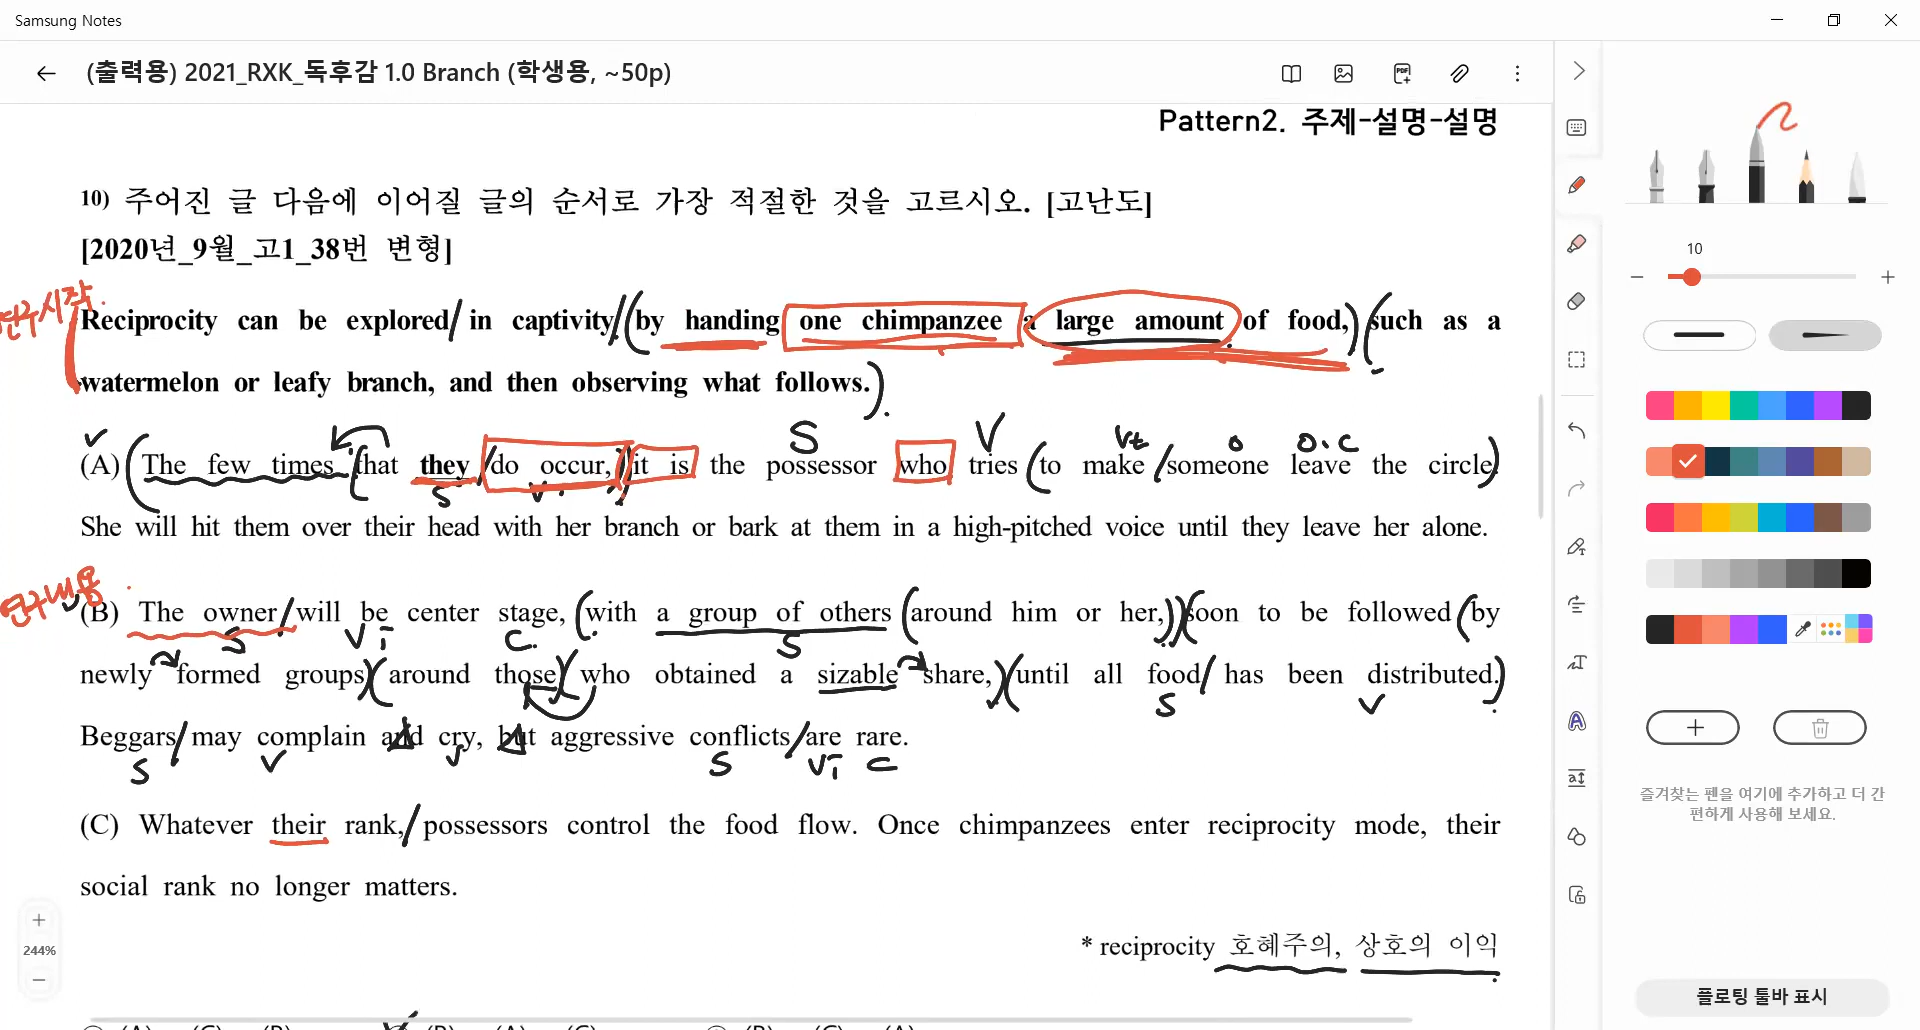 Samsung Notes
(출력용) 2021_RXK_독후감 1.0 Branch (학생용, ~50p)
Pattern2. 주제-설명-설명
10) 주어진 글 다음에 이어질 글의 순서로 가장 적절한 것을 고르시오. [고난도]
[2020년_9월_고1_38번 변형]
연구시작
Reciprocity can be explored/ in captivity/ (by handing one chimpanzee a large amount of food,) (such as a
watermelon or leafy branch, and then observing what follows.)
S V Vt O O.C
(A) (The few times (that they/do occur,) it is the possessor who tries (to make/someone leave the circle)
S V
She will hit them over their head with her branch or bark at them in a high-pitched voice until they leave her alone.
연구내용
(B) The owner/will be center stage, (with a group of others (around him or her,)) (soon to be followed (by
S Vi C. S
newly formed groups)(around those)(who obtained a sizable share,)(until all food/has been distributed.)
S V
Beggars/may complain and cry, but aggressive conflicts/are rare.
S V V S Vi C
(C) Whatever their rank,/possessors control the food flow. Once chimpanzees enter reciprocity mode, their
social rank no longer matters.
* reciprocity 호혜주의, 상호의 이익
(A) (C) (B) (B) (A) (C) (B) (C) (A)
244%
10
즐겨찾는 펜을 여기에 추가하고 더 간
편하게 사용해 보세요.
플로팅 툴바 표시